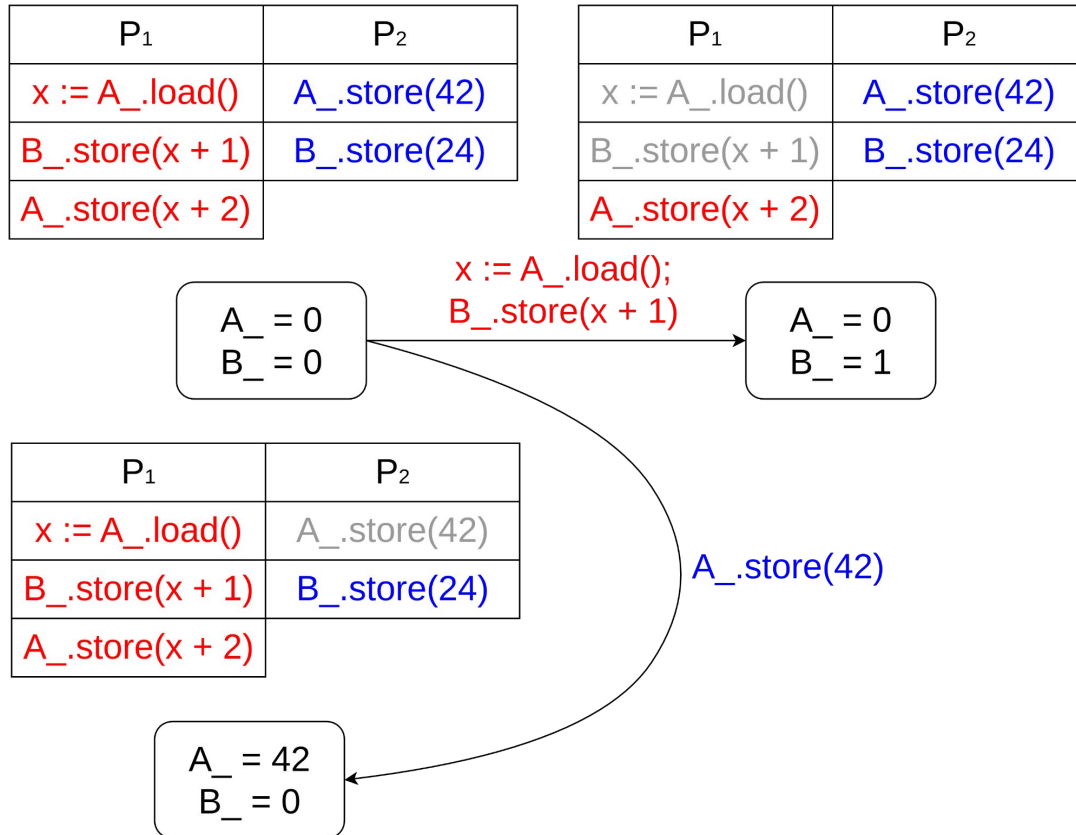 P₁ P₂
x := A_.load() A_.store(42)
B_.store(x + 1) B_.store(24)
A_.store(x + 2)
P₁ P₂
x := A_.load() A_.store(42)
B_.store(x + 1) B_.store(24)
A_.store(x + 2)
x := A_.load();
B_.store(x + 1)
A_ = 0
B_ = 0
A_ = 0
B_ = 1
P₁ P₂
x := A_.load() A_.store(42)
B_.store(x + 1) B_.store(24)
A_.store(x + 2)
A_.store(42)
A_ = 42
B_ = 0